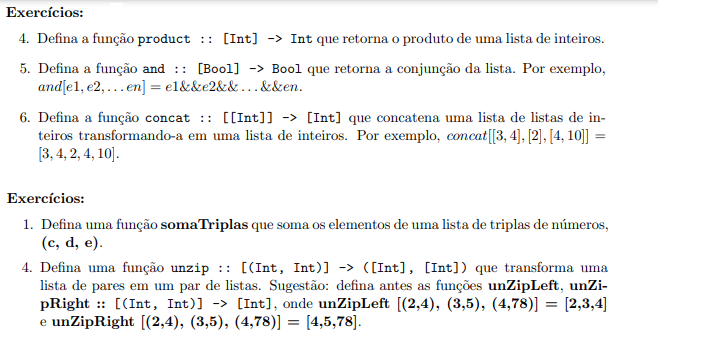 Exercícios:
4. Defina a função product :: [Int] -> Int que retorna o produto de uma lista de inteiros.
5. Defina a função and :: [Bool] -> Bool que retorna a conjunção da lista. Por exemplo,
and[e1, e2, . . . en] = e1&&e2&& . . . &&en.
6. Defina a função concat :: [[Int]] -> [Int] que concatena uma lista de listas de in-
teiros transformando-a em uma lista de inteiros. Por exemplo, concat[[3, 4], [2], [4, 10]] =
[3, 4, 2, 4, 10].
Exercícios:
1. Defina uma função somaTriplas que soma os elementos de uma lista de triplas de números,
(c, d, e).
4. Defina uma função unzip :: [(Int, Int)] -> ([Int], [Int]) que transforma uma
lista de pares em um par de listas. Sugestão: defina antes as funções unZipLeft, unZi-
pRight :: [(Int, Int)] -> [Int], onde unZipLeft [(2,4), (3,5), (4,78)] = [2,3,4]
e unZipRight [(2,4), (3,5), (4,78)] = [4,5,78].